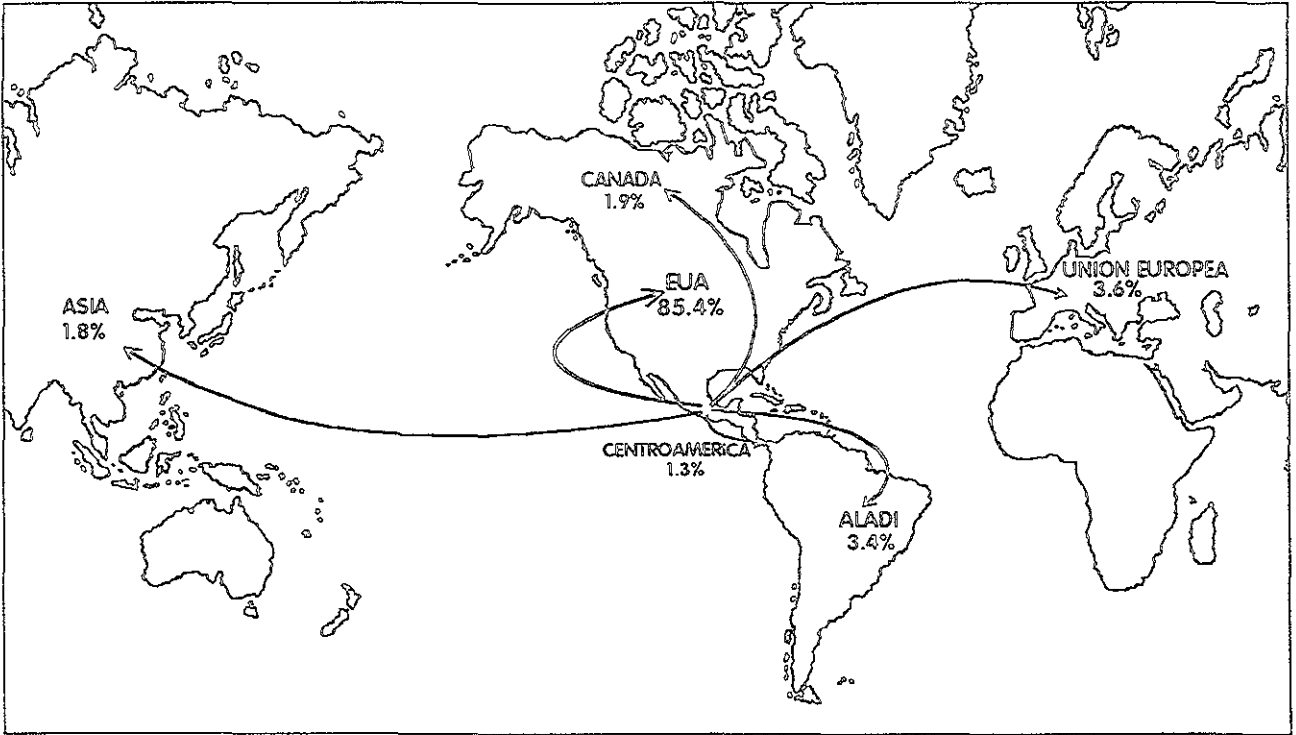 CANADA
1.9%
EUA
85.4%
UNION EUROPEA
3.6%
ASIA
1.8%
CENTROAMERICA
1.3%
ALADI
3.4%